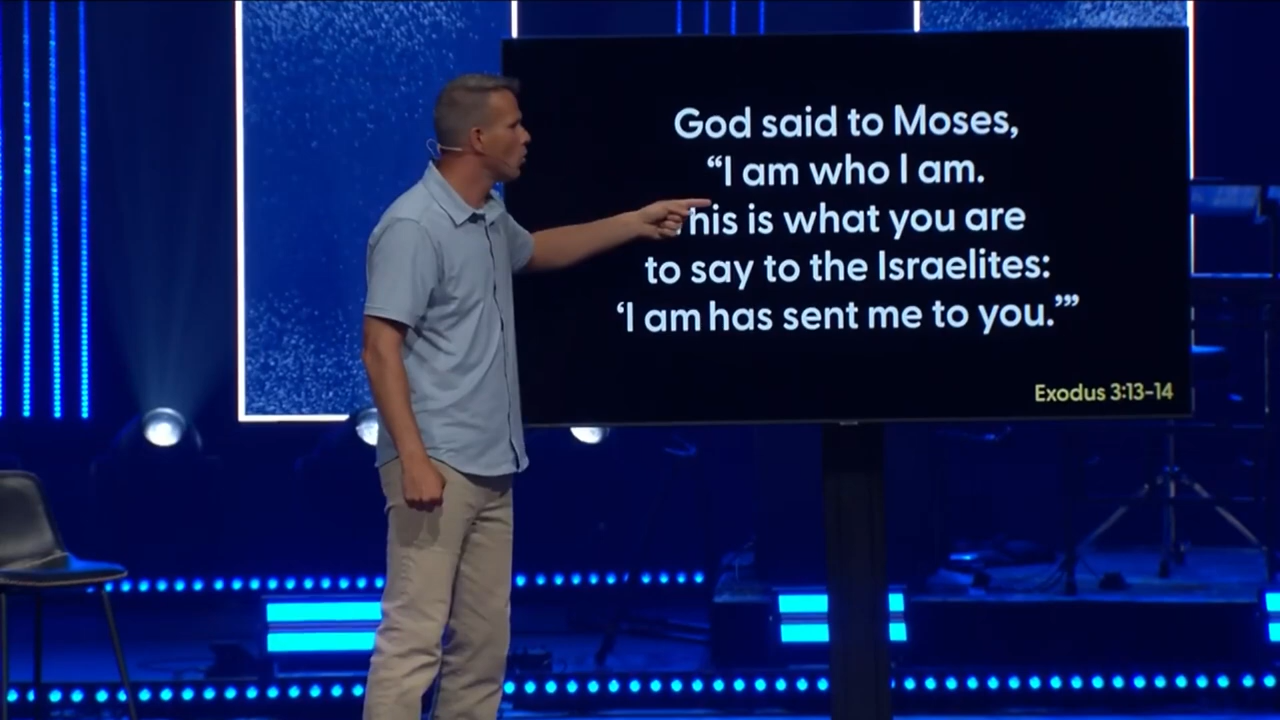 God said to Moses,
“I am who I am.
his is what you are
to say to the Israelites:
‘I am has sent me to you.’”
Exodus 3:13-14